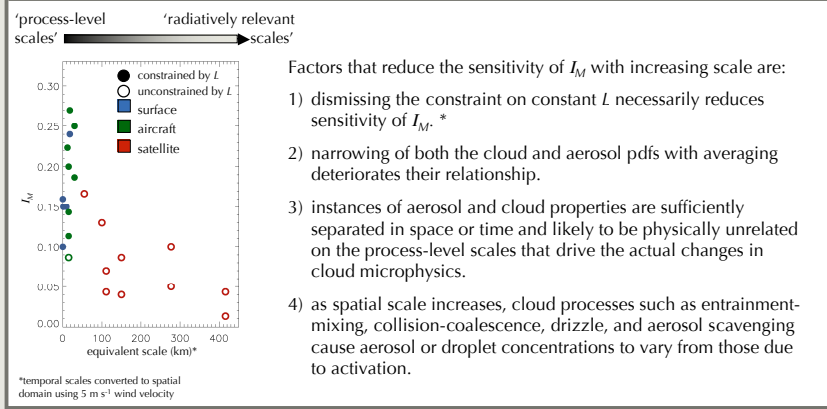 'process-level
scales'
'radiatively relevant
scales'
0.30
0.25
0.20
0.15
0.10
0.05
0.00
I_M
constrained by L
unconstrained by L
surface
aircraft
satellite
0
100
200
300
400
equivalent scale (km)*
*temporal scales converted to spatial
domain using 5 m s⁻¹ wind velocity
Factors that reduce the sensitivity of I_M with increasing scale are:
1) dismissing the constraint on constant L necessarily reduces
sensitivity of I_M. *
2) narrowing of both the cloud and aerosol pdfs with averaging
deteriorates their relationship.
3) instances of aerosol and cloud properties are sufficiently
separated in space or time and likely to be physically unrelated
on the process-level scales that drive the actual changes in
cloud microphysics.
4) as spatial scale increases, cloud processes such as entrainment-
mixing, collision-coalescence, drizzle, and aerosol scavenging
cause aerosol or droplet concentrations to vary from those due
to activation.